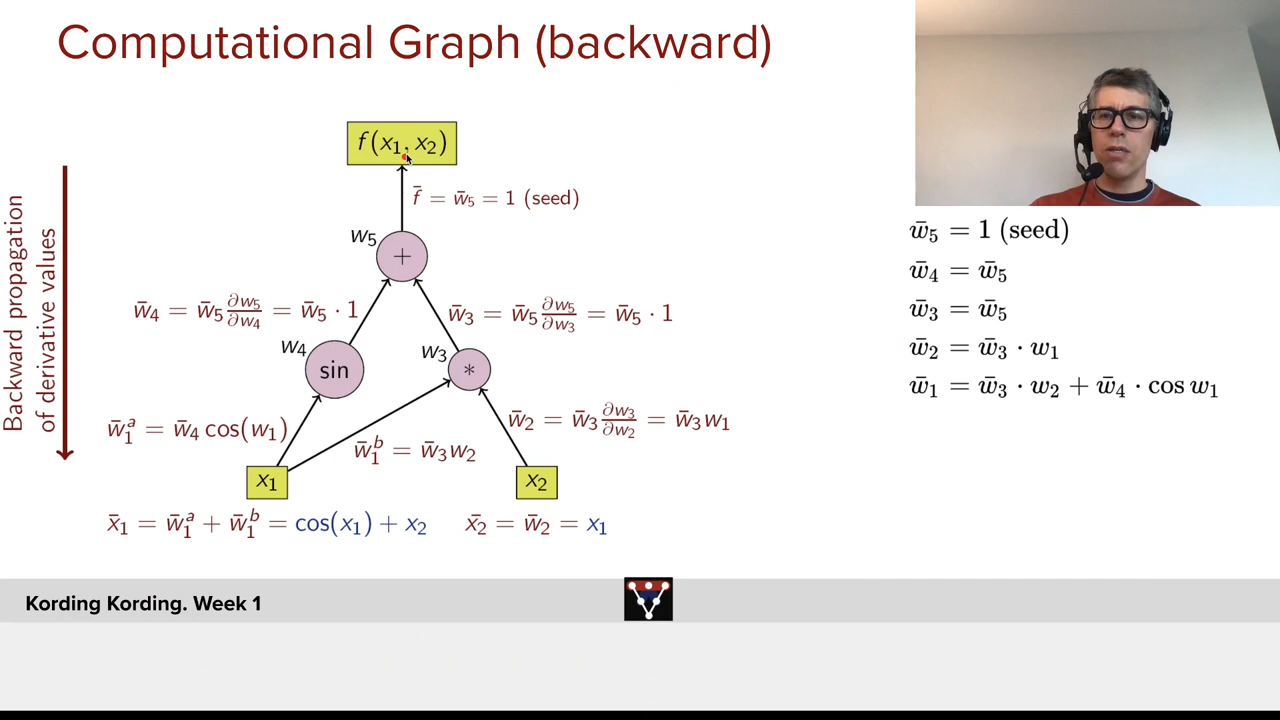 Computational Graph (backward)
f(x₁, x₂)
f̄ = w̄₅ = 1 (seed)
w₅
+
w̄₄ = w̄₅ ∂w₅/∂w₄ = w̄₅ · 1
w̄₃ = w̄₅ ∂w₅/∂w₃ = w̄₅ · 1
w₄
sin
w₃
*
w̄₁ᵃ = w̄₄ cos(w₁)
w̄₁ᵇ = w̄₃w₂
w̄₂ = w̄₃ ∂w₃/∂w₂ = w̄₃w₁
x₁
x₂
x̄₁ = w̄₁ᵃ + w̄₁ᵇ = cos(x₁) + x₂
x̄₂ = w̄₂ = x₁
Backward propagation
of derivative values
w̄₅ = 1 (seed)
w̄₄ = w̄₅
w̄₃ = w̄₅
w̄₂ = w̄₃ · w₁
w̄₁ = w̄₃ · w₂ + w̄₄ · cos w₁
Kording Kording. Week 1